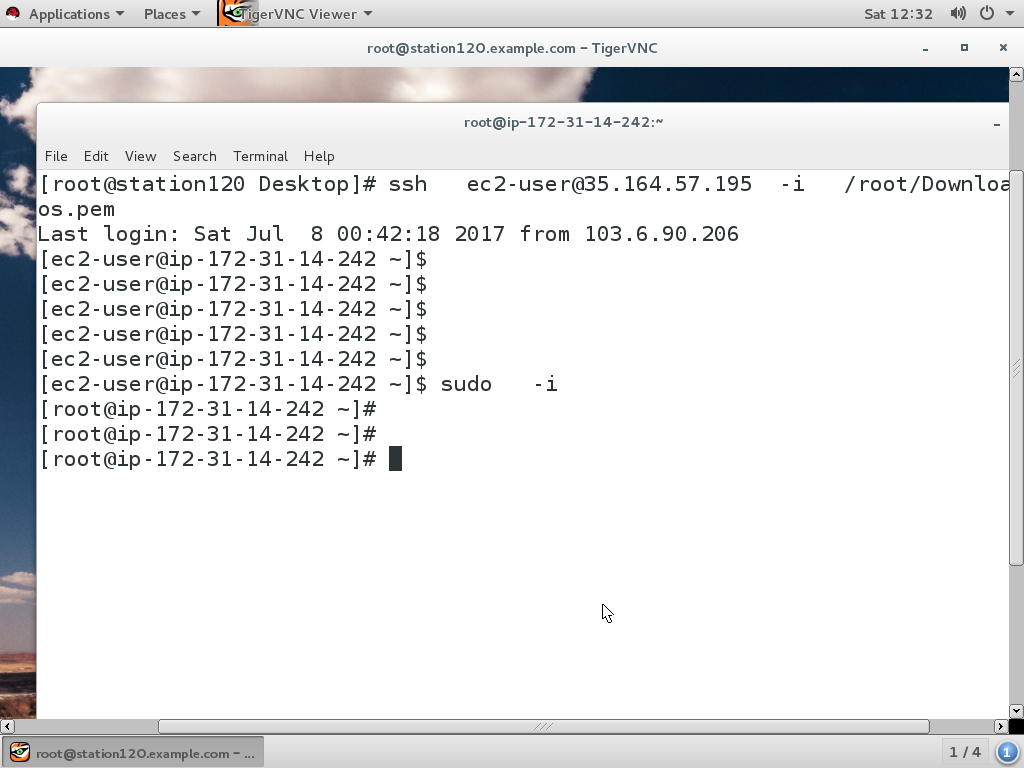 Applications Places TigerVNC Viewer Sat 12:32
root@station120.example.com - TigerVNC
root@ip-172-31-14-242:~
File Edit View Search Terminal Help
[root@station120 Desktop]# ssh   ec2-user@35.164.57.195  -i   /root/Downloa
os.pem
Last login: Sat Jul  8 00:42:18 2017 from 103.6.90.206
[ec2-user@ip-172-31-14-242 ~]$
[ec2-user@ip-172-31-14-242 ~]$
[ec2-user@ip-172-31-14-242 ~]$
[ec2-user@ip-172-31-14-242 ~]$
[ec2-user@ip-172-31-14-242 ~]$
[ec2-user@ip-172-31-14-242 ~]$ sudo   -i
[root@ip-172-31-14-242 ~]#
[root@ip-172-31-14-242 ~]#
[root@ip-172-31-14-242 ~]#
root@station120.example.com - ... 1 / 4 1